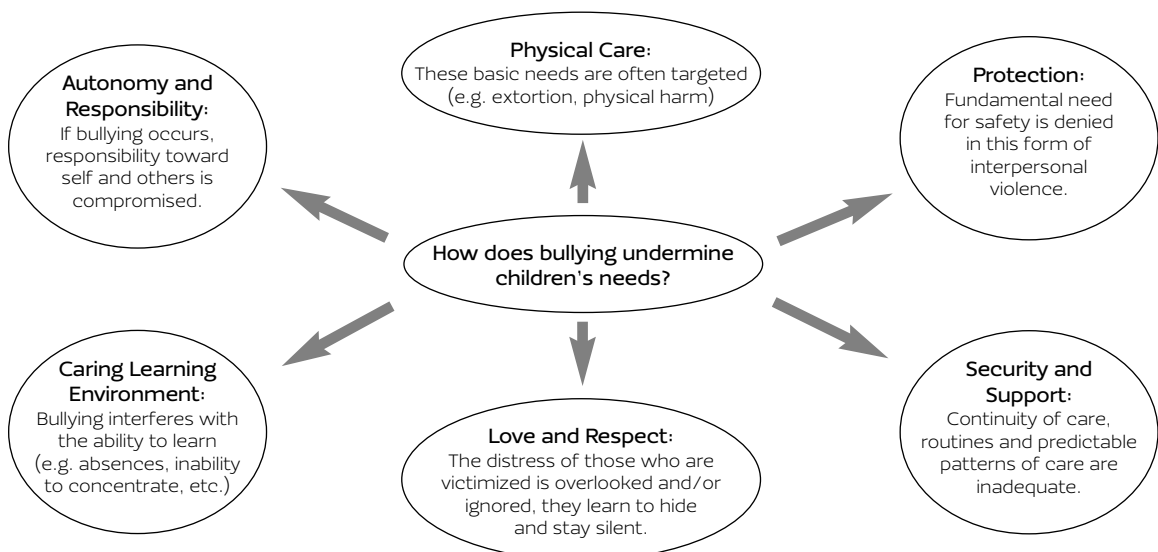 Physical Care:
These basic needs are often targeted
(e.g. extortion, physical harm)
Autonomy and
Responsibility:
If bullying occurs,
responsibility toward
self and others is
compromised.
Protection:
Fundamental need
for safety is denied
in this form of
interpersonal
violence.
How does bullying undermine
children's needs?
Caring Learning
Environment:
Bullying interferes with
the ability to learn
(e.g. absences, inability
to concentrate, etc.)
Love and Respect:
The distress of those who are
victimized is overlooked and/or
ignored, they learn to hide
and stay silent.
Security and
Support:
Continuity of care,
routines and predictable
patterns of care are
inadequate.